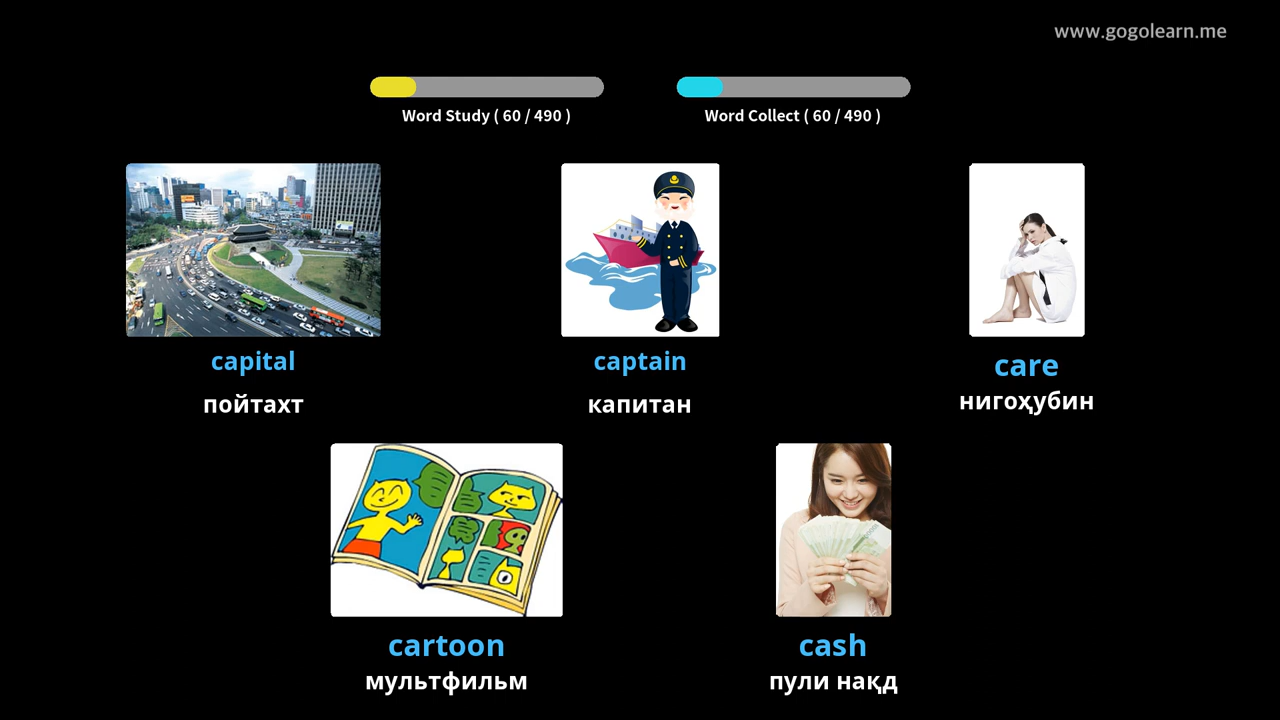 www.gogolearn.me
Word Study ( 60 / 490 )
Word Collect ( 60 / 490 )
capital
пойтахт
captain
капитан
care
нигоҳубин
cartoon
мультфильм
cash
пули нақд